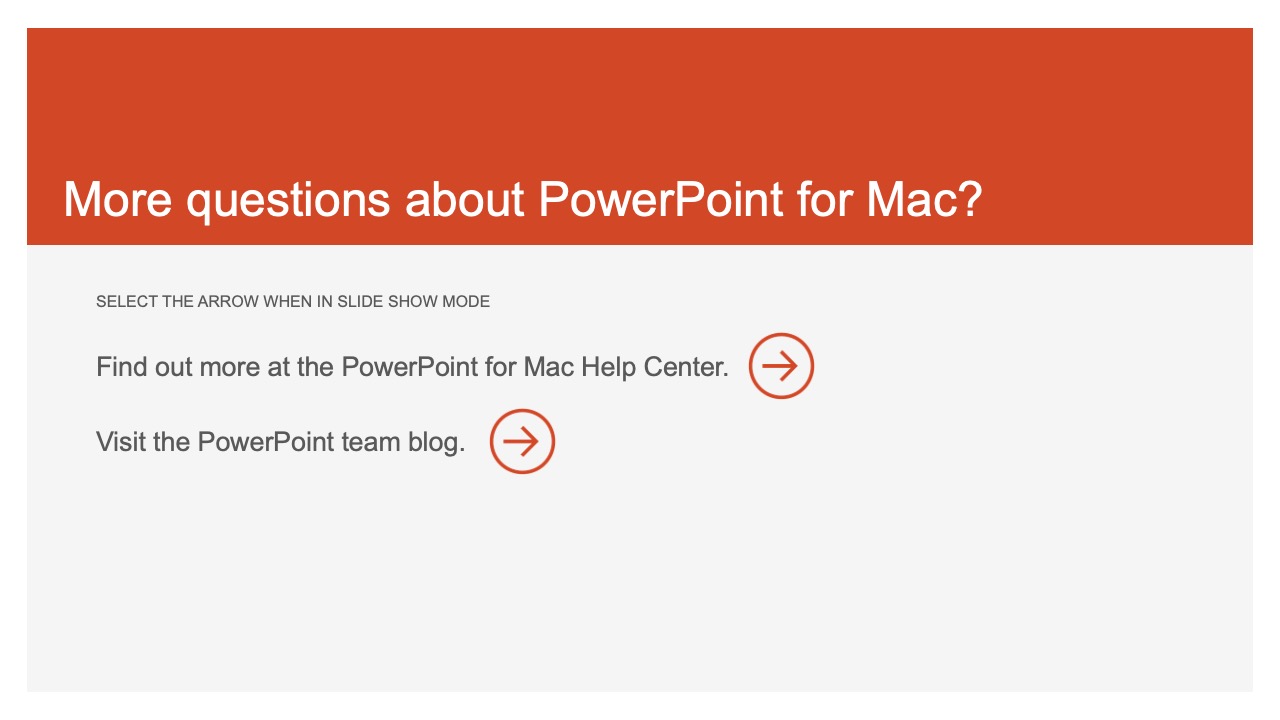 More questions about PowerPoint for Mac?
SELECT THE ARROW WHEN IN SLIDE SHOW MODE
Find out more at the PowerPoint for Mac Help Center.
Visit the PowerPoint team blog.